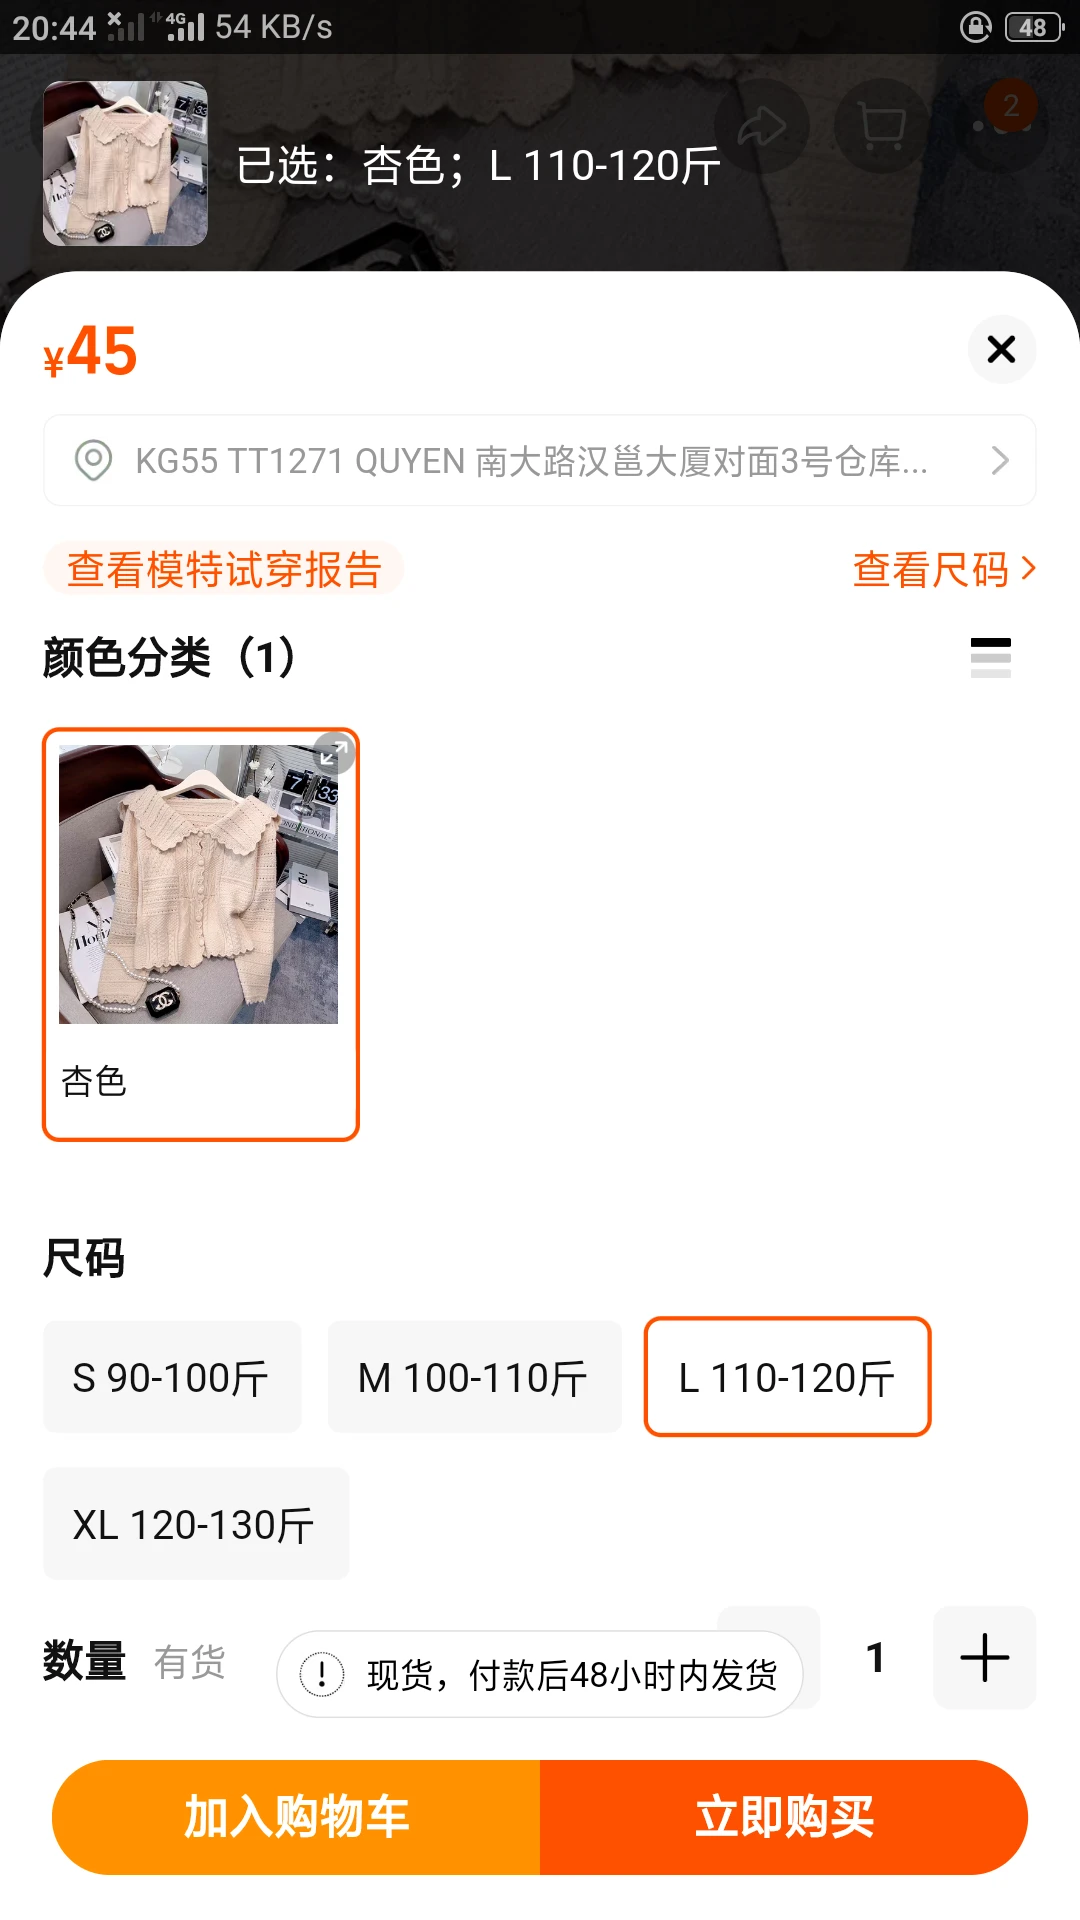 20:44 4G 54 KB/s 48
2
已选：杏色；L 110-120斤
¥45
KG55 TT1271 QUYEN 南大路汉邕大厦对面3号仓库...
查看模特试穿报告 查看尺码
颜色分类（1）
7 33
杏色
尺码
S 90-100斤 M 100-110斤 L 110-120斤
XL 120-130斤
数量 有货 现货，付款后48小时内发货 1
加入购物车 立即购买